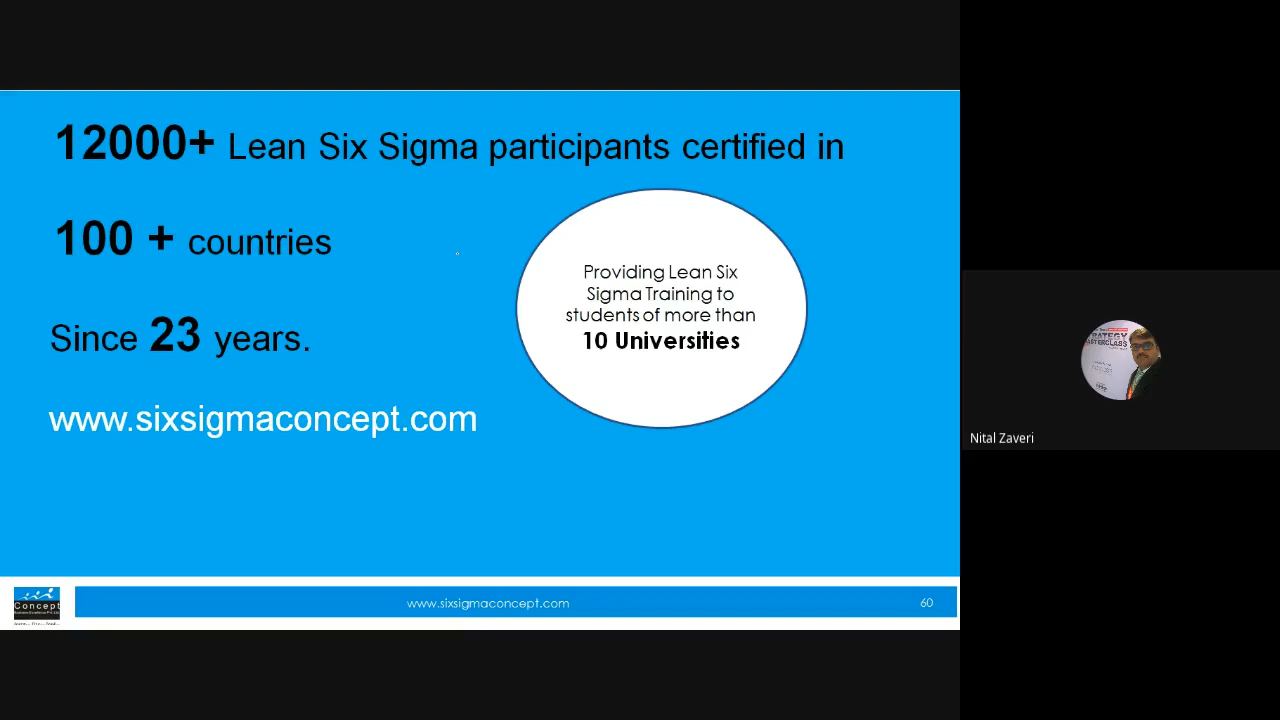 12000+ Lean Six Sigma participants certified in
100 + countries
Since 23 years.
www.sixsigmaconcept.com
Providing Lean Six
Sigma Training to
students of more than
10 Universities
Nital Zaveri
Concept
www.sixsigmaconcept.com
60